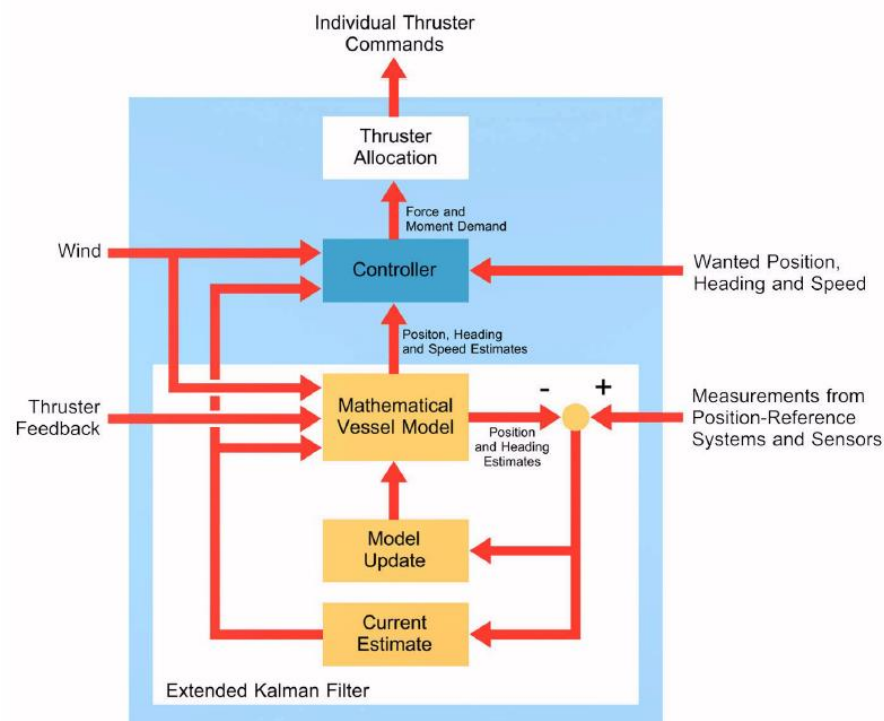 Individual Thruster
Commands
Thruster
Allocation
Force and
Moment Demand
Wind
Controller
Wanted Position,
Heading and Speed
Positon, Heading
and Speed Estimates
Thruster
Feedback
Mathematical
Vessel Model
-
+
Position
and Heading
Estimates
Measurements from
Position-Reference
Systems and Sensors
Model
Update
Current
Estimate
Extended Kalman Filter